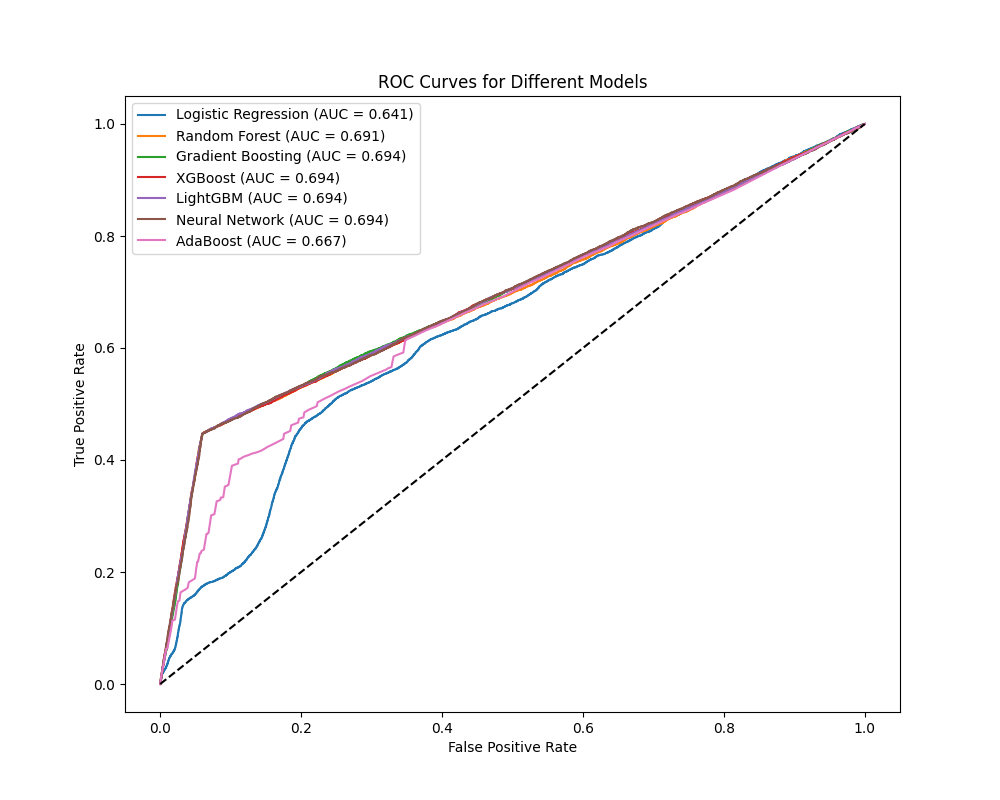 ROC Curves for Different Models
Logistic Regression (AUC = 0.641)
Random Forest (AUC = 0.691)
Gradient Boosting (AUC = 0.694)
XGBoost (AUC = 0.694)
LightGBM (AUC = 0.694)
Neural Network (AUC = 0.694)
AdaBoost (AUC = 0.667)
1.0
0.8
0.6
0.4
0.2
0.0
True Positive Rate
0.0 0.2 0.4 0.6 0.8 1.0
False Positive Rate